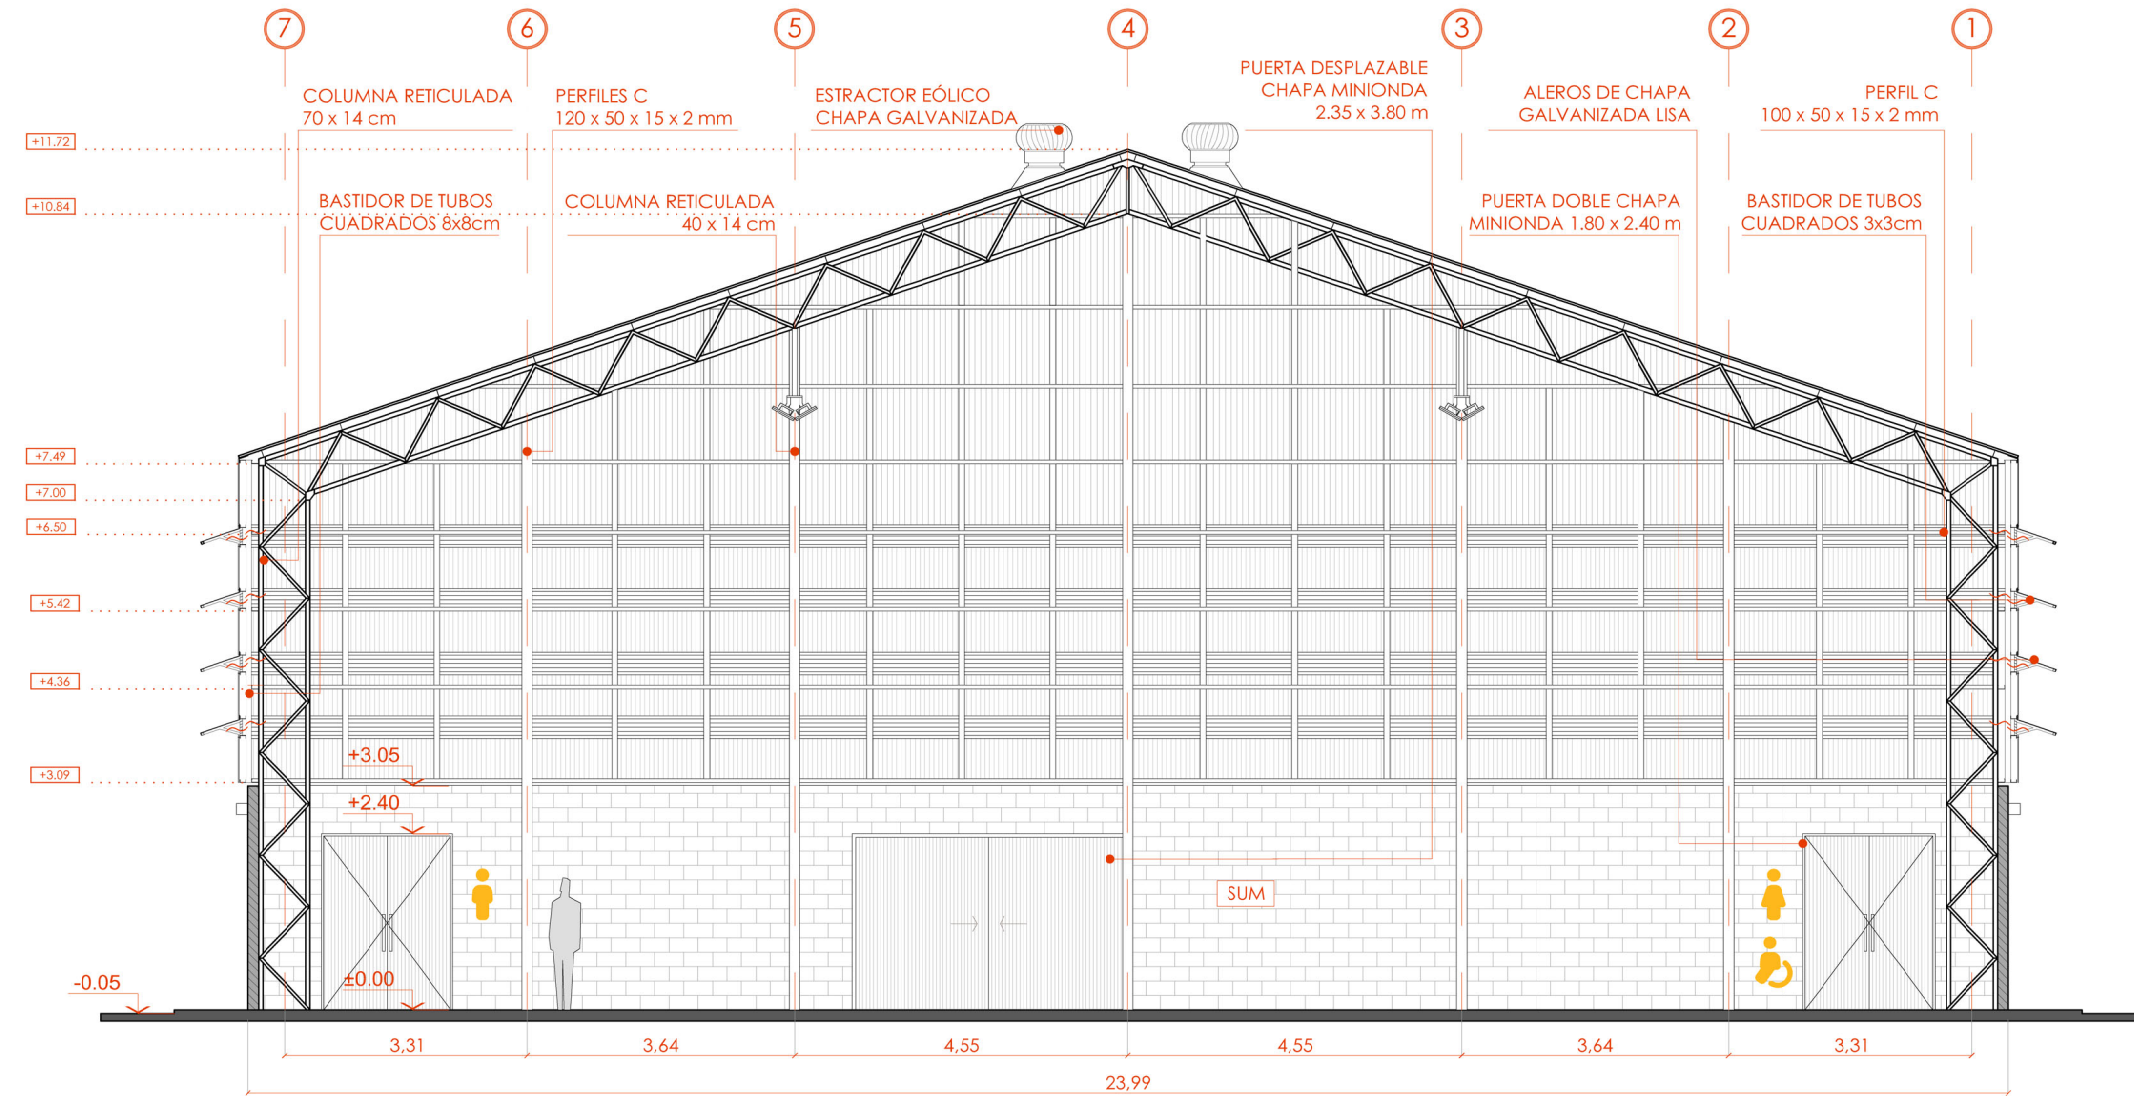 7 6 5 4 3 2 1
COLUMNA RETICULADA
70 x 14 cm
PERFILES C
120 x 50 x 15 x 2 mm
ESTRACTOR EÓLICO
CHAPA GALVANIZADA
PUERTA DESPLAZABLE
CHAPA MINIONDA
2.35 x 3.80 m
ALEROS DE CHAPA
GALVANIZADA LISA
PERFIL C
100 x 50 x 15 x 2 mm
BASTIDOR DE TUBOS
CUADRADOS 8x8cm
COLUMNA RETICULADA
40 x 14 cm
PUERTA DOBLE CHAPA
MINIONDA 1.80 x 2.40 m
BASTIDOR DE TUBOS
CUADRADOS 3x3cm
+11.72
+10.84
+7.49
+7.00
+6.50
+5.42
+4.36
+3.09
+3.05
+2.40
±0.00
-0.05
SUM
3,31 3,64 4,55 4,55 3,64 3,31
23,99